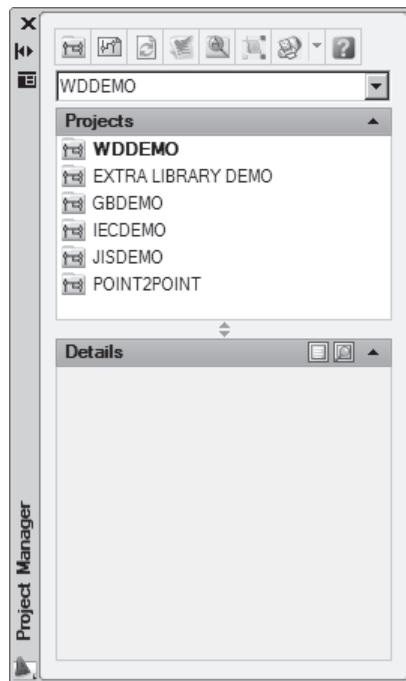 WDDEMO
Projects
WDDEMO
EXTRA LIBRARY DEMO
GBDEMO
IECDEMO
JISDEMO
POINT2POINT
Details
Project Manager